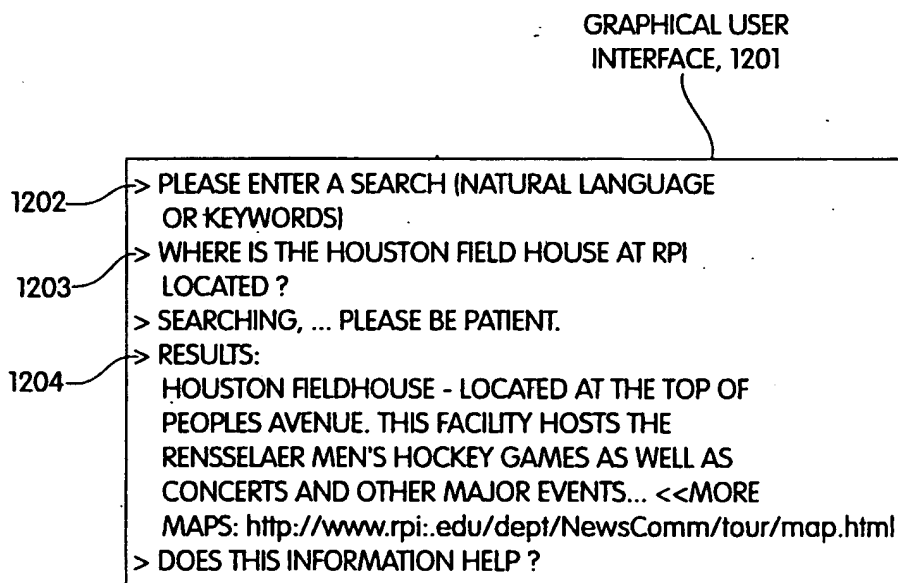 GRAPHICAL USER
INTERFACE, 1201
1202
> PLEASE ENTER A SEARCH (NATURAL LANGUAGE
OR KEYWORDS)
1203
> WHERE IS THE HOUSTON FIELD HOUSE AT RPI
LOCATED ?
> SEARCHING, ... PLEASE BE PATIENT.
1204
> RESULTS:
HOUSTON FIELDHOUSE - LOCATED AT THE TOP OF
PEOPLES AVENUE. THIS FACILITY HOSTS THE
RENSSELAER MEN'S HOCKEY GAMES AS WELL AS
CONCERTS AND OTHER MAJOR EVENTS... <<MORE
MAPS: http://www.rpi:.edu/dept/NewsComm/tour/map.html
> DOES THIS INFORMATION HELP ?